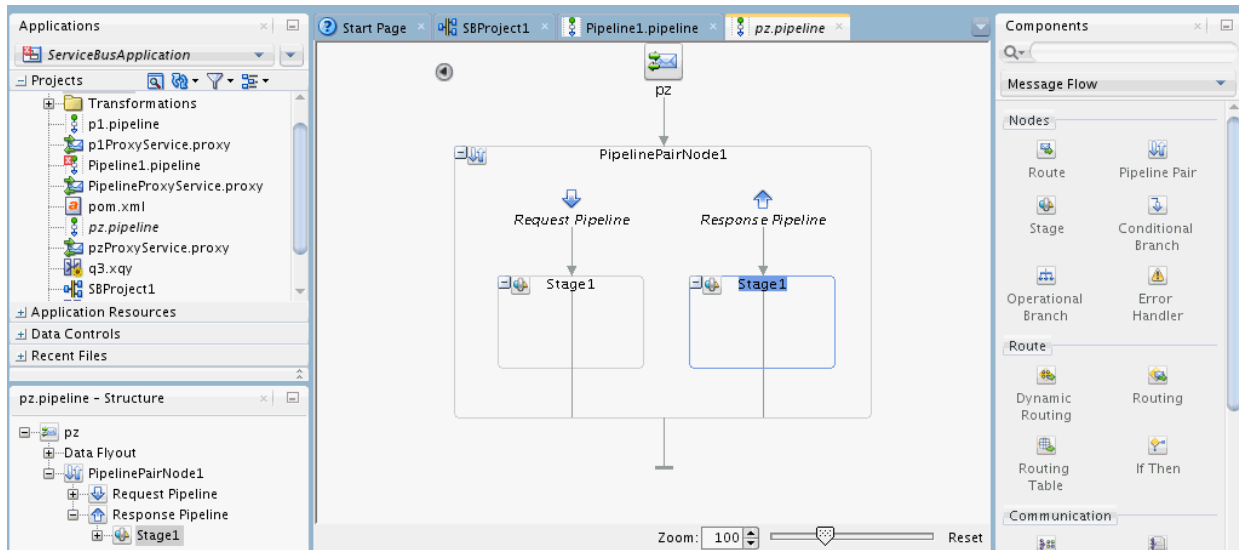 Applications
ServiceBusApplication
Projects
Transformations
p1.pipeline
p1ProxyService.proxy
Pipeline1.pipeline
PipelineProxyService.proxy
pom.xml
pz.pipeline
pzProxyService.proxy
q3.xqy
SBProject1
Application Resources
Data Controls
Recent Files
pz.pipeline - Structure
pz
Data Flyout
PipelinePairNode1
Request Pipeline
Response Pipeline
Stage1
Start Page
SBProject1
Pipeline1.pipeline
pz.pipeline
pz
PipelinePairNode1
Request Pipeline
Response Pipeline
Stage1
Stage1
Zoom: 100
Reset
Components
Message Flow
Nodes
Route
Pipeline Pair
Stage
Conditional
Branch
Operational
Branch
Error
Handler
Route
Dynamic
Routing
Routing
Routing
Table
If Then
Communication